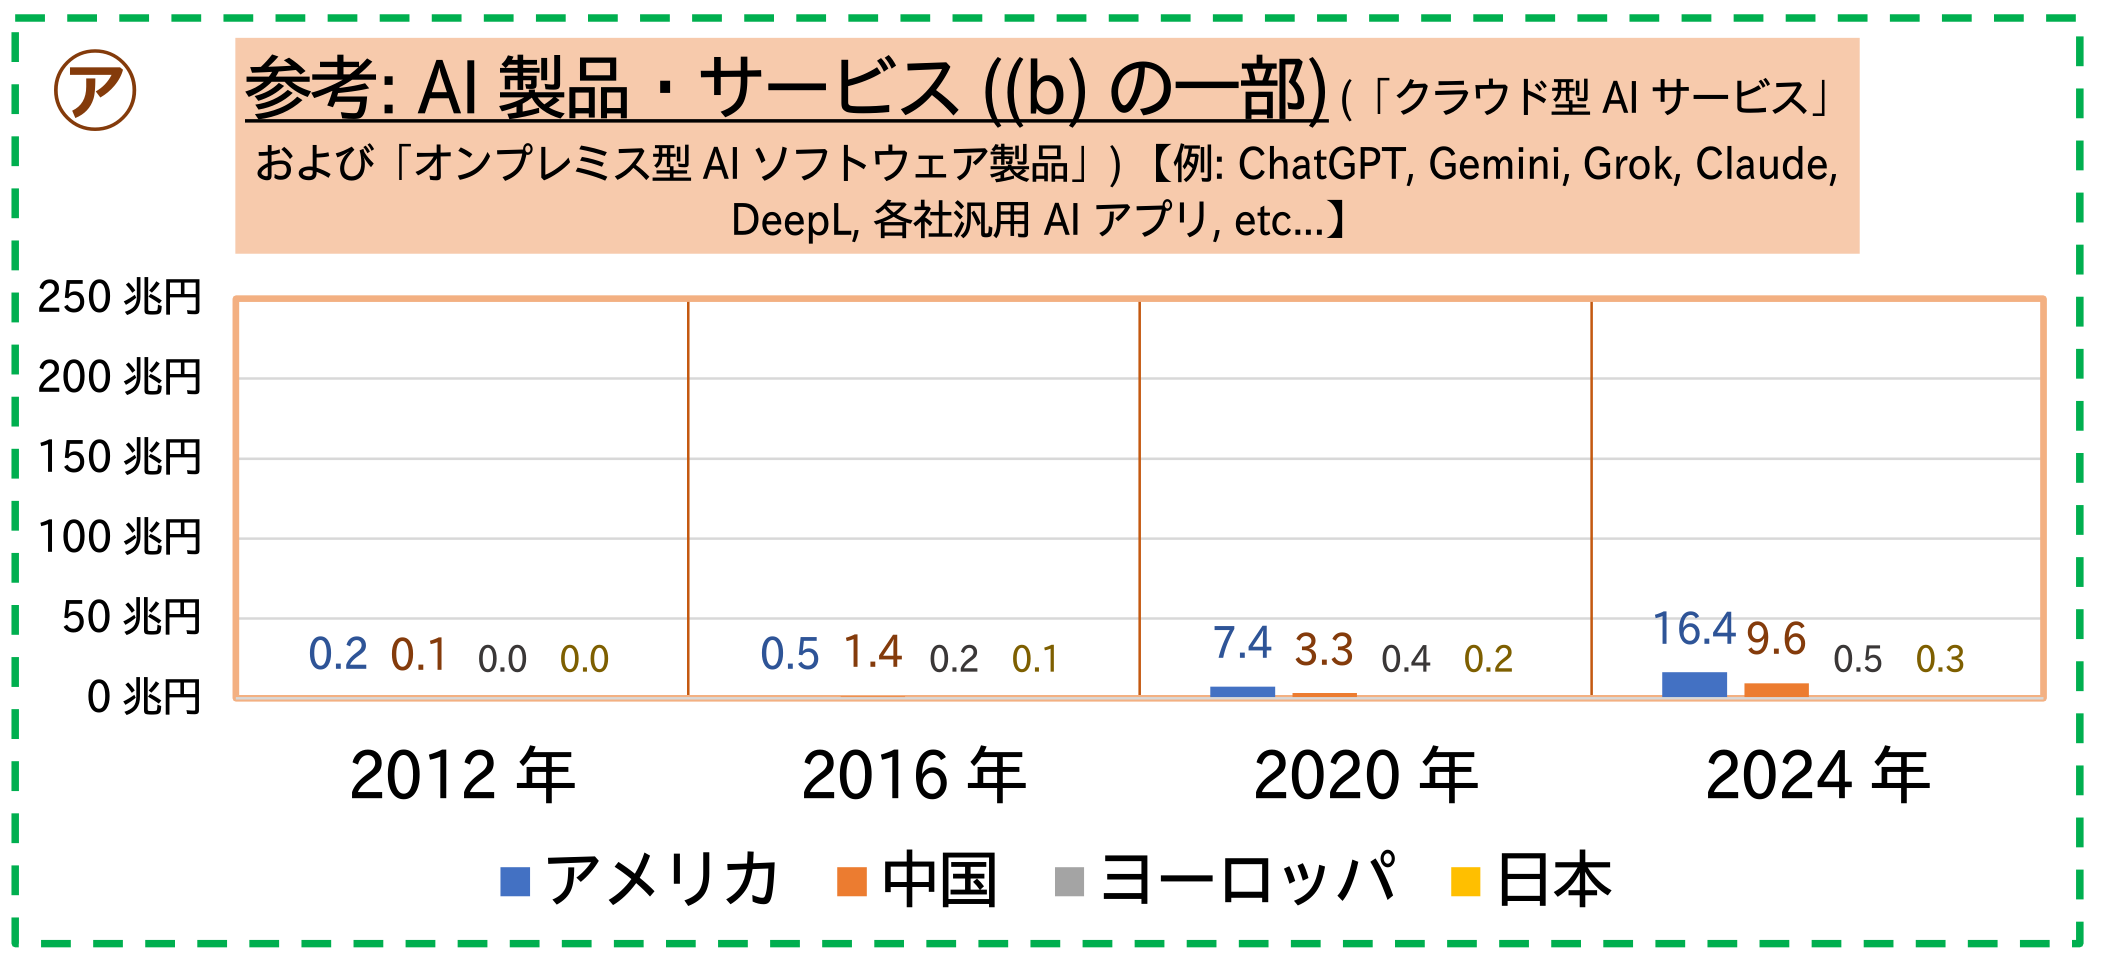 ア
参考: AI 製品・サービス ((b) の一部) (「クラウド型 AI サービス」
および「オンプレミス型 AI ソフトウェア製品」) 【例: ChatGPT, Gemini, Grok, Claude,
DeepL, 各社汎用 AI アプリ, etc...】
250 兆円
200 兆円
150 兆円
100 兆円
50 兆円
0 兆円
0.2 0.1 0.0 0.0
0.5 1.4 0.2 0.1
7.4 3.3 0.4 0.2
16.4 9.6 0.5 0.3
2012 年 2016 年 2020 年 2024 年
アメリカ 中国 ヨーロッパ 日本